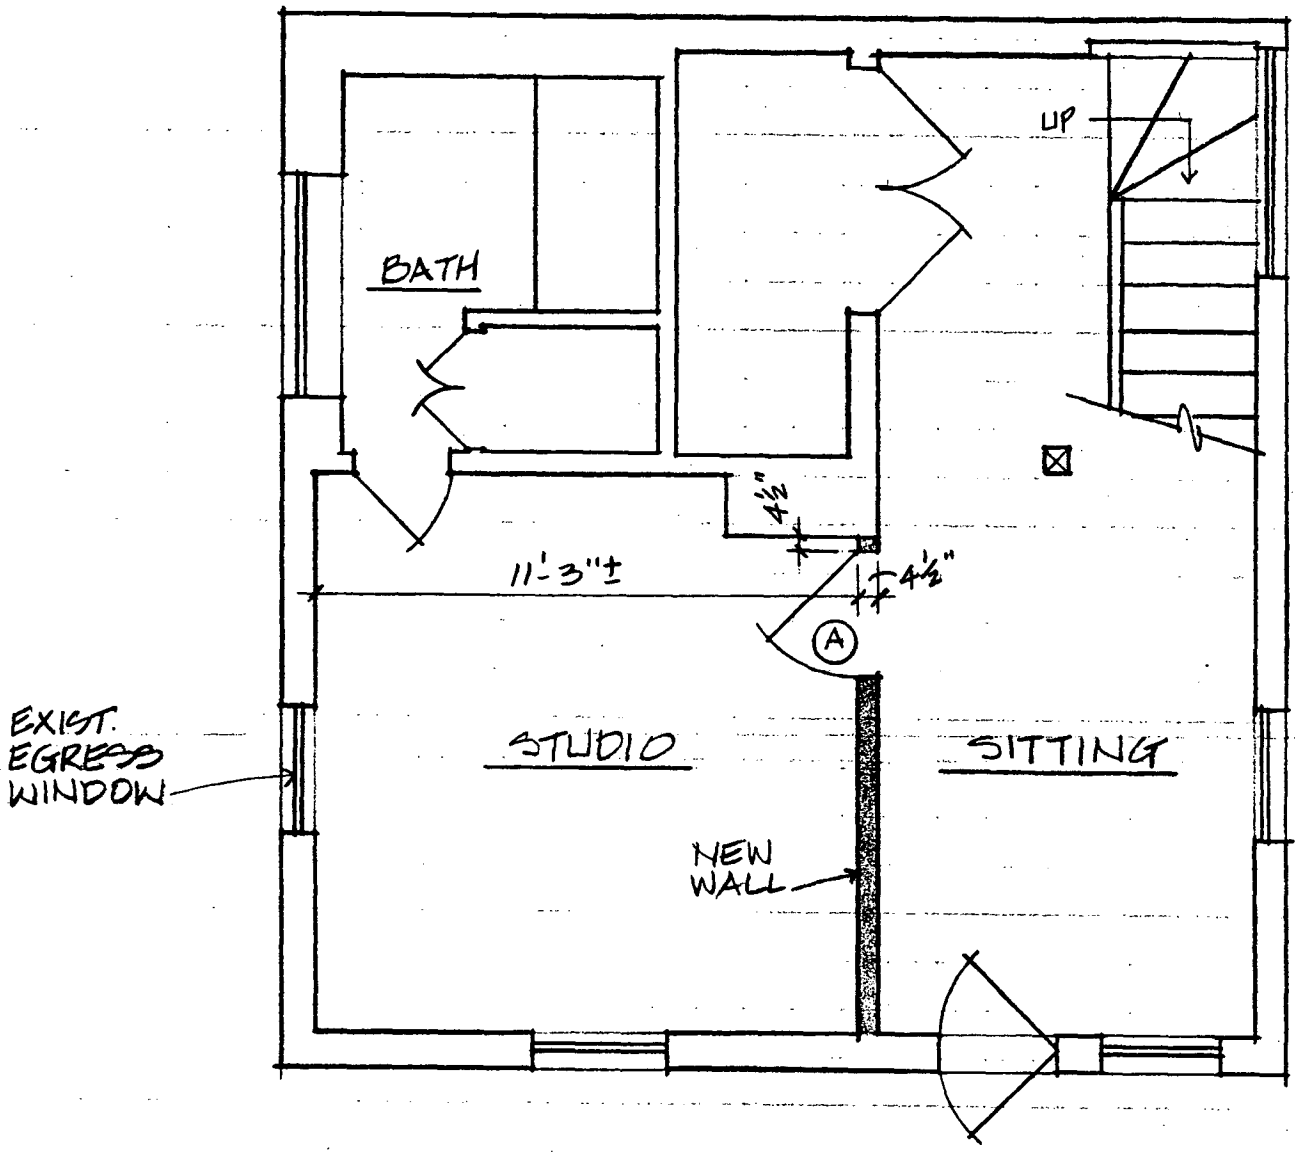 UP
BATH
4½"
11'-3"±
4½"
A
EXIST.
EGRESS
WINDOW
STUDIO
SITTING
NEW
WALL